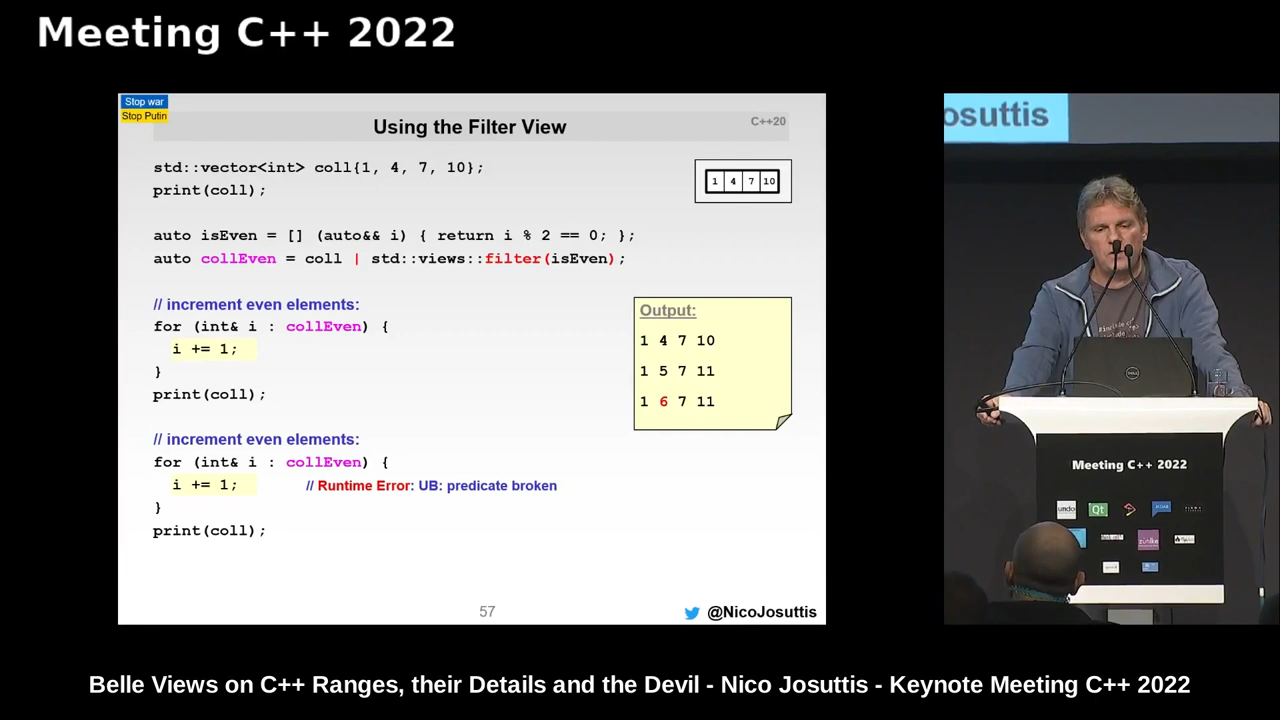 Meeting C++ 2022
Stop war
Stop Putin
Using the Filter View
C++20
std::vector<int> coll{1, 4, 7, 10};
print(coll);
1 4 7 10
auto isEven = [] (auto&& i) { return i % 2 == 0; };
auto collEven = coll | std::views::filter(isEven);
// increment even elements:
for (int& i : collEven) {
i += 1;
}
print(coll);
Output:
1 4 7 10
1 5 7 11
1 6 7 11
// increment even elements:
for (int& i : collEven) {
i += 1; // Runtime Error: UB: predicate broken
}
print(coll);
57
@NicoJosuttis
osuttis
DELL
Meeting C++ 2022
undo
Qt
zühlke
Belle Views on C++ Ranges, their Details and the Devil - Nico Josuttis - Keynote Meeting C++ 2022